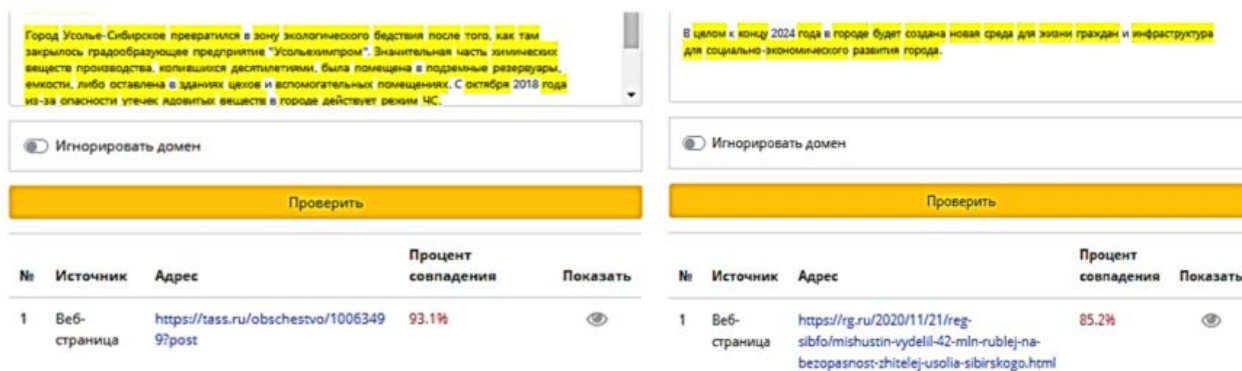 Город Усолье-Сибирское превратился в зону экологического бедствия после того, как там
закрылось градообразующее предприятие "Усольехимпром". Значительная часть химических
веществ производства, копившихся десятилетиями, была помещена в подземные резервуары,
емкости, либо оставлена в зданиях цехов и вспомогательных помещениях. С октября 2018 года
из-за опасности утечек ядовитых веществ в городе действует режим ЧС.
Игнорировать домен
Проверить
№ Источник Адрес Процент совпадения Показать
1 Веб-страница https://tass.ru/obschestvo/1006349
9?post 93.1%
В целом к концу 2024 года в городе будет создана новая среда для жизни граждан и инфраструктура
для социально-экономического развития города.
Игнорировать домен
Проверить
№ Источник Адрес Процент совпадения Показать
1 Веб-страница https://rg.ru/2020/11/21/reg-
sibfo/mishustin-vydelil-42-mln-rublej-na-
bezopasnost-zhitelej-usolia-sibirskogo.html 85.2%